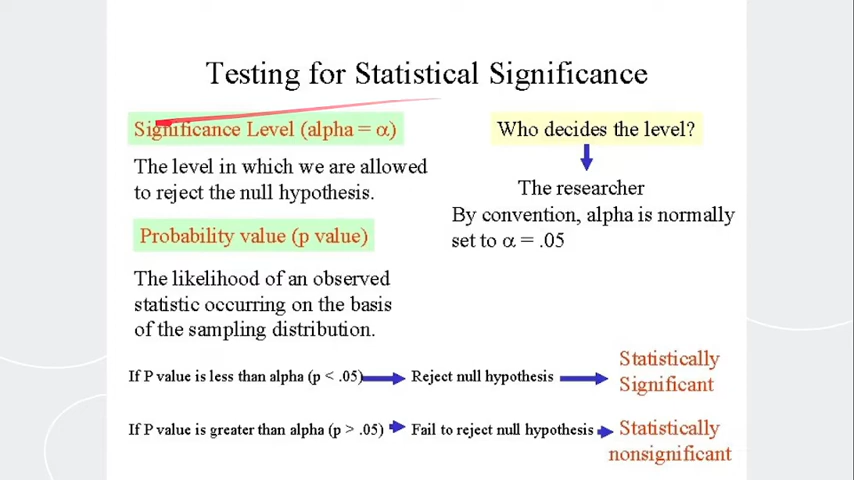 Testing for Statistical Significance
Significance Level (alpha = α)
The level in which we are allowed
to reject the null hypothesis.
Probability value (p value)
The likelihood of an observed
statistic occurring on the basis
of the sampling distribution.
Who decides the level?
The researcher
By convention, alpha is normally
set to α = .05
If P value is less than alpha (p < .05) Reject null hypothesis Statistically
Significant
If P value is greater than alpha (p > .05) Fail to reject null hypothesis Statistically
nonsignificant